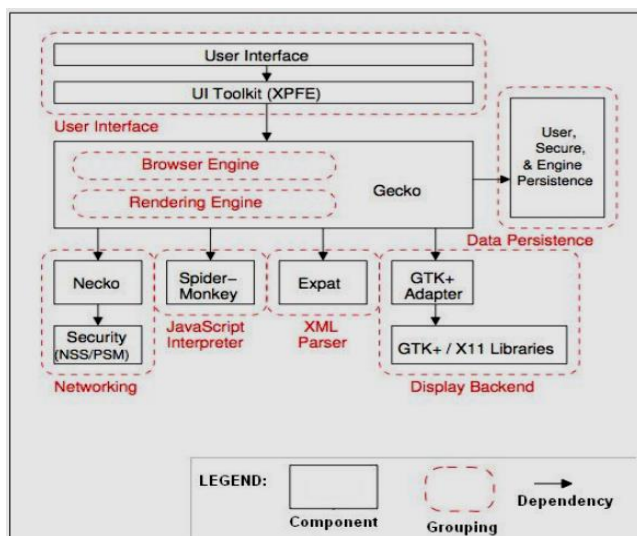 User Interface
UI Toolkit (XPFE)
User Interface
Browser Engine
Rendering Engine
Gecko
User,
Secure,
& Engine
Persistence
Data Persistence
Necko
Security
(NSS/PSM)
Networking
Spider–
Monkey
JavaScript
Interpreter
Expat
XML
Parser
GTK+
Adapter
GTK+ / X11 Libraries
Display Backend
LEGEND:
Component
Grouping
Dependency